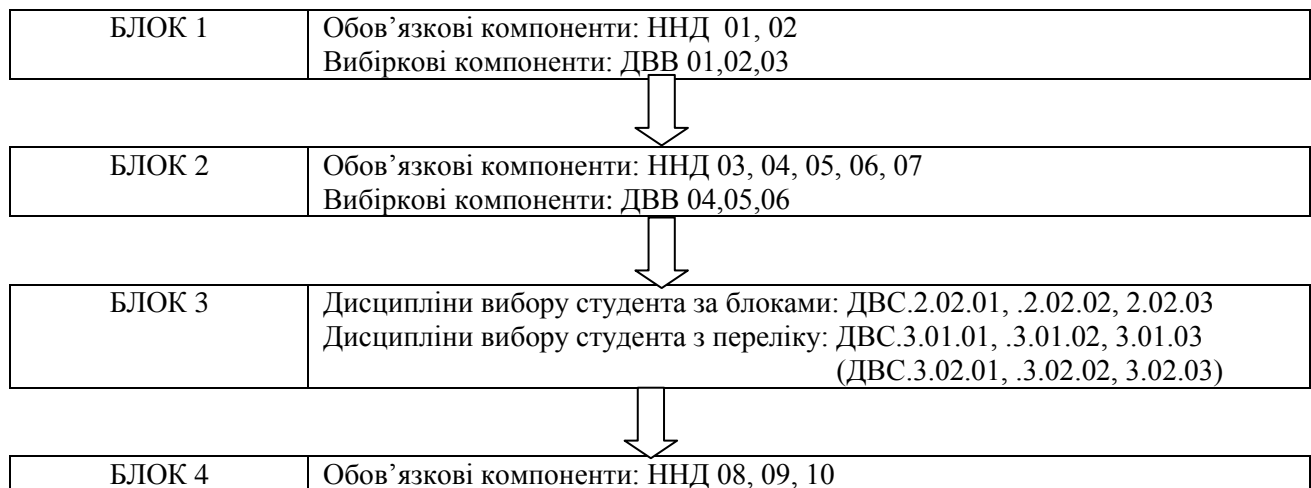 БЛОК 1 Обов’язкові компоненти: ННД 01, 02
Вибіркові компоненти: ДВВ 01,02,03
БЛОК 2 Обов’язкові компоненти: ННД 03, 04, 05, 06, 07
Вибіркові компоненти: ДВВ 04,05,06
БЛОК 3 Дисципліни вибору студента за блоками: ДВС.2.02.01, .2.02.02, 2.02.03
Дисципліни вибору студента з переліку: ДВС.3.01.01, .3.01.02, 3.01.03
(ДВС.3.02.01, .3.02.02, 3.02.03)
БЛОК 4 Обов’язкові компоненти: ННД 08, 09, 10